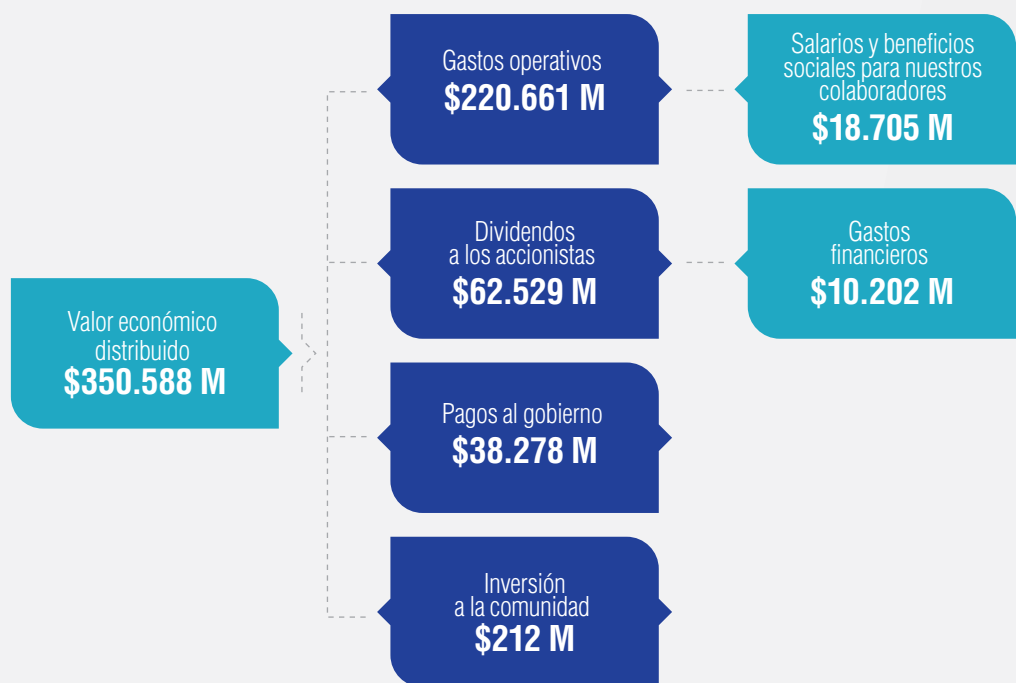 Gastos operativos
$220.661 M
Salarios y beneficios
sociales para nuestros
colaboradores
$18.705 M
Dividendos
a los accionistas
$62.529 M
Gastos
financieros
$10.202 M
Valor económico
distribuido
$350.588 M
Pagos al gobierno
$38.278 M
Inversión
a la comunidad
$212 M